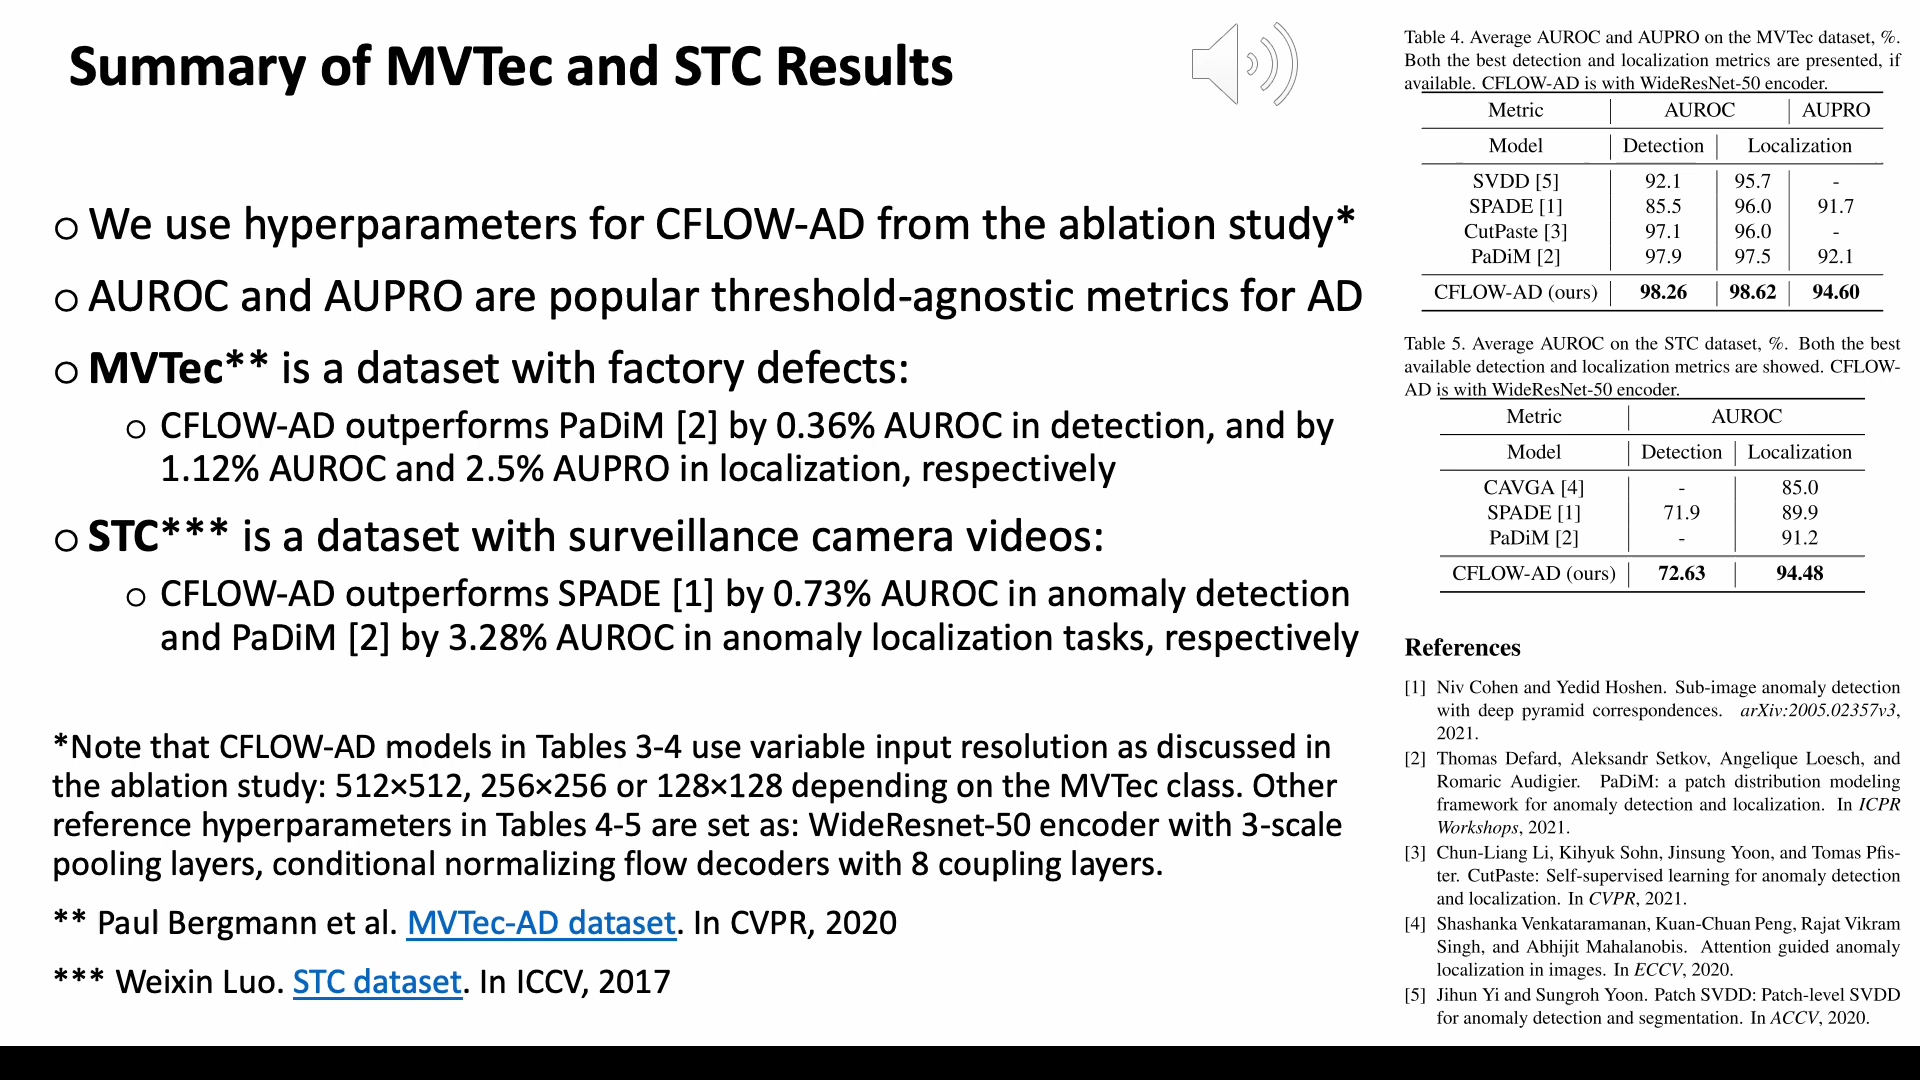 Summary of MVTec and STC Results
o We use hyperparameters for CFLOW-AD from the ablation study*
o AUROC and AUPRO are popular threshold-agnostic metrics for AD
o MVTec** is a dataset with factory defects:
o CFLOW-AD outperforms PaDiM [2] by 0.36% AUROC in detection, and by
1.12% AUROC and 2.5% AUPRO in localization, respectively
o STC*** is a dataset with surveillance camera videos:
o CFLOW-AD outperforms SPADE [1] by 0.73% AUROC in anomaly detection
and PaDiM [2] by 3.28% AUROC in anomaly localization tasks, respectively
*Note that CFLOW-AD models in Tables 3-4 use variable input resolution as discussed in
the ablation study: 512×512, 256×256 or 128×128 depending on the MVTec class. Other
reference hyperparameters in Tables 4-5 are set as: WideResnet-50 encoder with 3-scale
pooling layers, conditional normalizing flow decoders with 8 coupling layers.
** Paul Bergmann et al. MVTec-AD dataset. In CVPR, 2020
*** Weixin Luo. STC dataset. In ICCV, 2017
Table 4. Average AUROC and AUPRO on the MVTec dataset, %.
Both the best detection and localization metrics are presented, if
available. CFLOW-AD is with WideResNet-50 encoder.
Metric AUROC AUPRO
Model Detection Localization
SVDD [5] 92.1 95.7 -
SPADE [1] 85.5 96.0 91.7
CutPaste [3] 97.1 96.0 -
PaDiM [2] 97.9 97.5 92.1
CFLOW-AD (ours) 98.26 98.62 94.60
Table 5. Average AUROC on the STC dataset, %. Both the best
available detection and localization metrics are showed. CFLOW-
AD is with WideResNet-50 encoder.
Metric AUROC
Model Detection Localization
CAVGA [4] - 85.0
SPADE [1] 71.9 89.9
PaDiM [2] - 91.2
CFLOW-AD (ours) 72.63 94.48
References
[1] Niv Cohen and Yedid Hoshen. Sub-image anomaly detection
with deep pyramid correspondences. arXiv:2005.02357v3,
2021.
[2] Thomas Defard, Aleksandr Setkov, Angelique Loesch, and
Romaric Audigier. PaDiM: a patch distribution modeling
framework for anomaly detection and localization. In ICPR
Workshops, 2021.
[3] Chun-Liang Li, Kihyuk Sohn, Jinsung Yoon, and Tomas Pfis-
ter. CutPaste: Self-supervised learning for anomaly detection
and localization. In CVPR, 2021.
[4] Shashanka Venkataramanan, Kuan-Chuan Peng, Rajat Vikram
Singh, and Abhijit Mahalanobis. Attention guided anomaly
localization in images. In ECCV, 2020.
[5] Jihun Yi and Sungroh Yoon. Patch SVDD: Patch-level SVDD
for anomaly detection and segmentation. In ACCV, 2020.